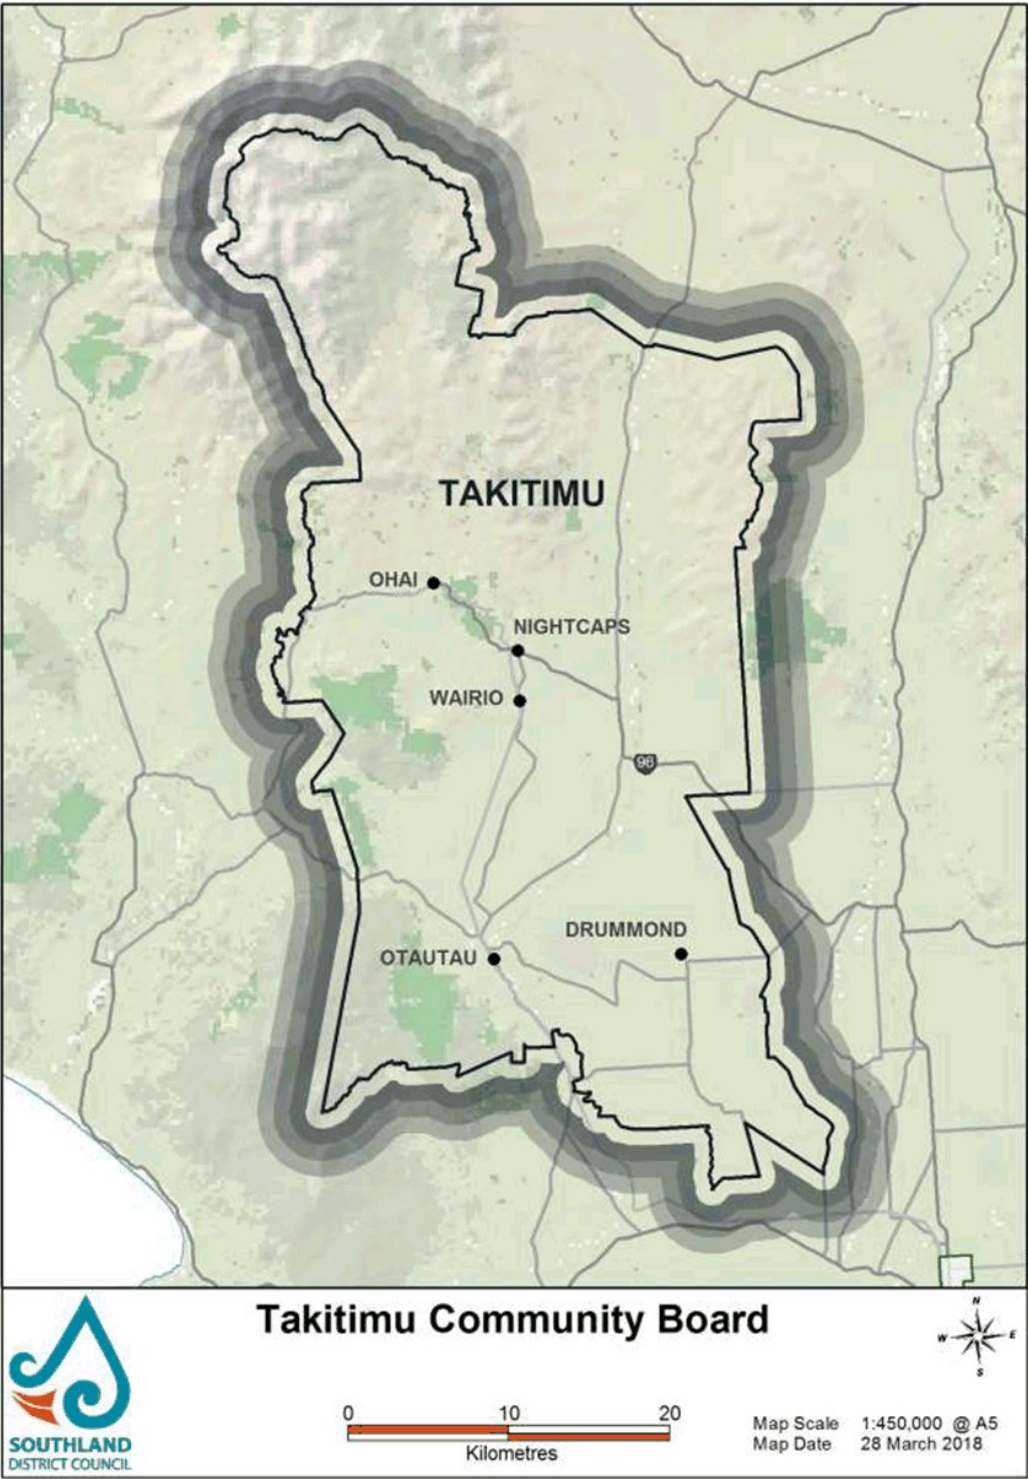 TAKITIMU
OHAI
NIGHTCAPS
WAIRIO
96
DRUMMOND
OTAUTAU
Takitimu Community Board
N
W E
S
0 10 20
Kilometres
Map Scale 1:450,000 @ A5
Map Date 28 March 2018
SOUTHLAND
DISTRICT COUNCIL